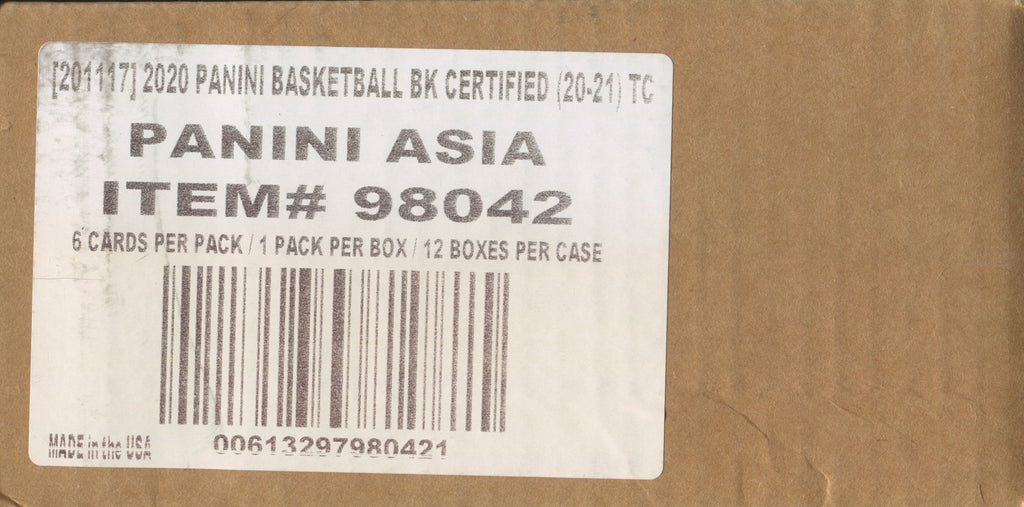 [201117] 2020 PANINI BASKETBALL BK CERTIFIED (20-21) TC
PANINI ASIA
ITEM# 98042
6 CARDS PER PACK / 1 PACK PER BOX / 12 BOXES PER CASE
MADE in the USA
00613297980421